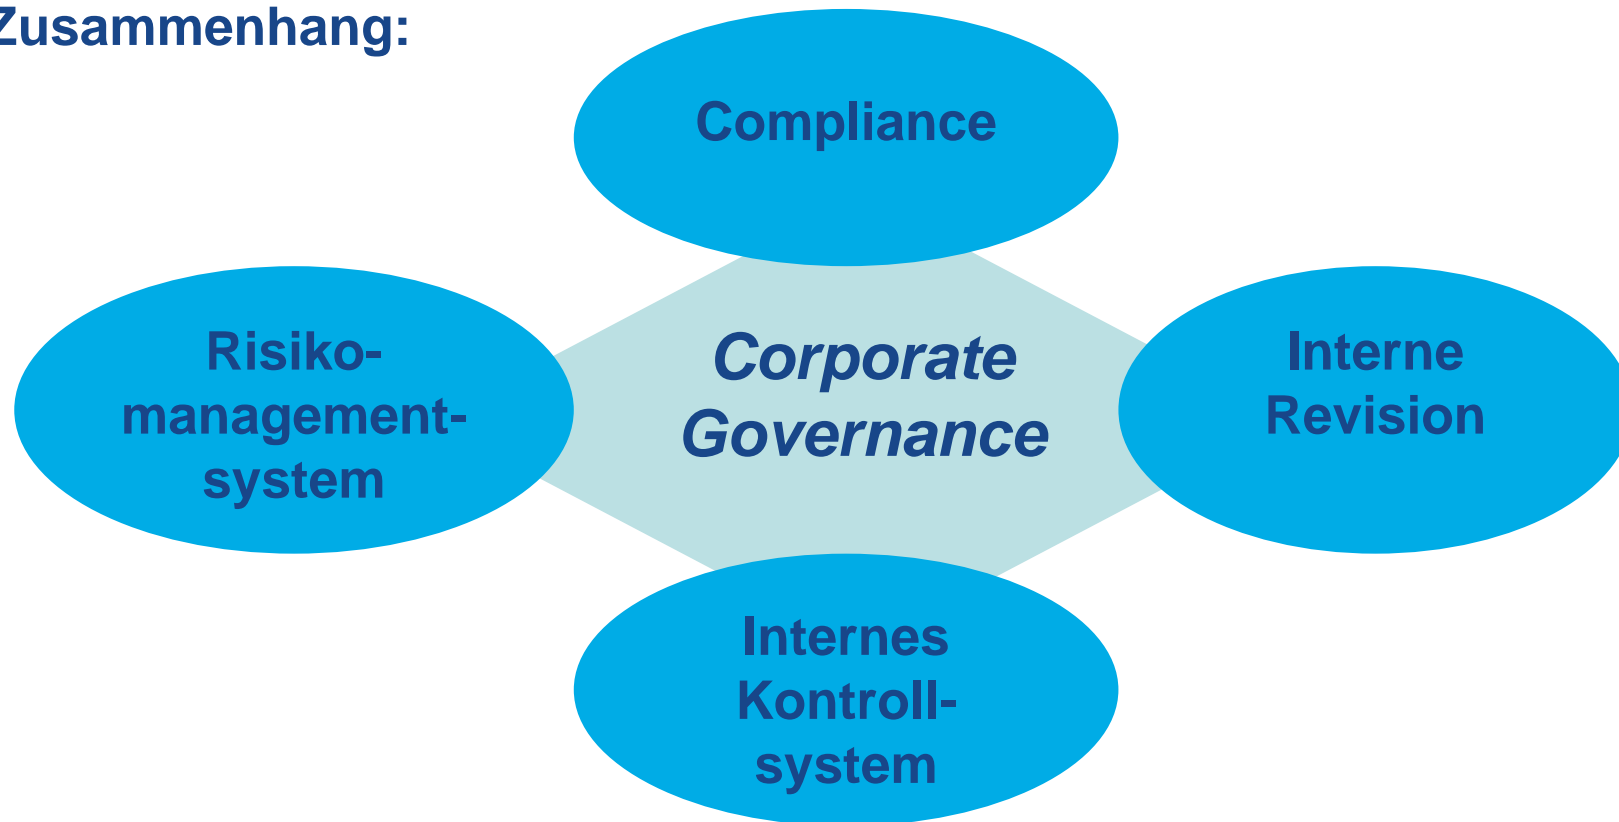 Zusammenhang:
Compliance
Risiko-
management-
system
Corporate
Governance
Interne
Revision
Internes
Kontroll-
system